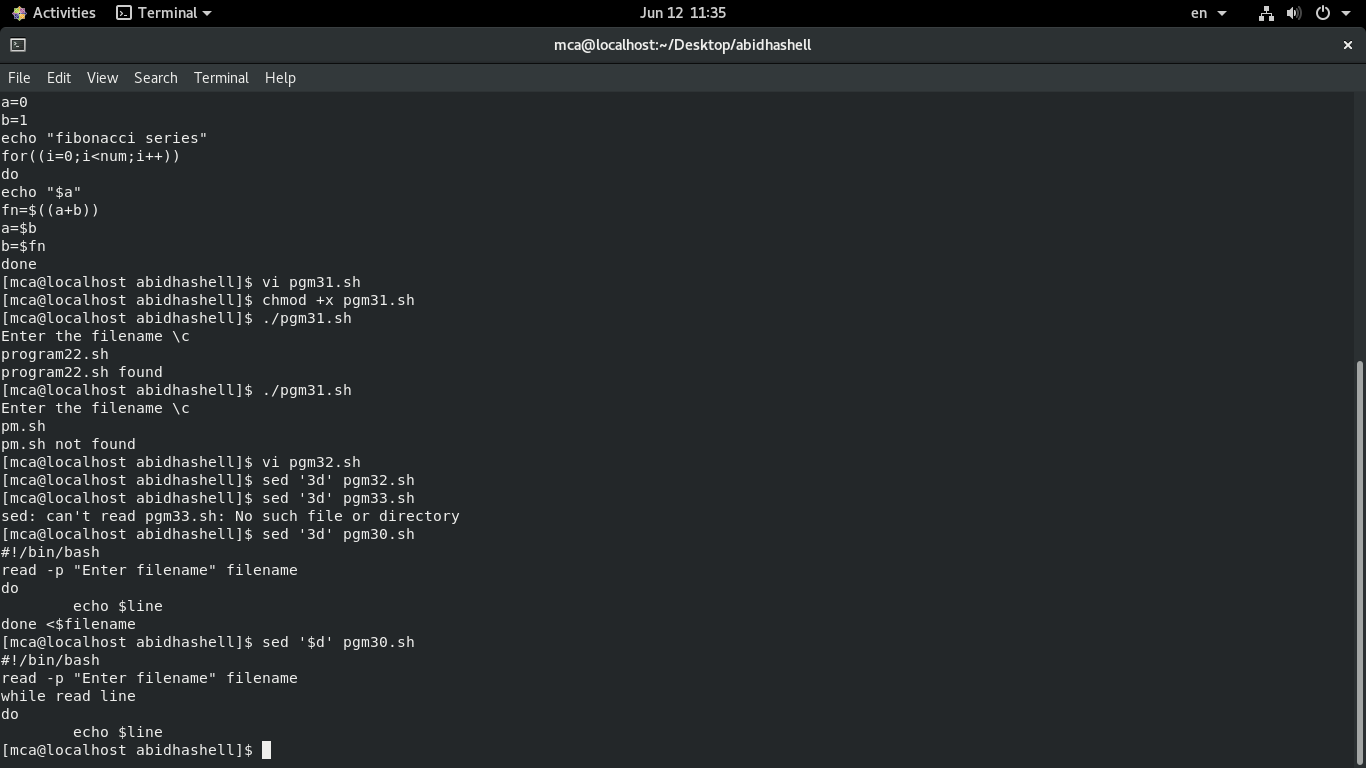 Activities Terminal Jun 12 11:35 en
mca@localhost:~/Desktop/abidhashell ×
File Edit View Search Terminal Help
a=0
b=1
echo "fibonacci series"
for((i=0;i<num;i++))
do
echo "$a"
fn=$((a+b))
a=$b
b=$fn
done
[mca@localhost abidhashell]$ vi pgm31.sh
[mca@localhost abidhashell]$ chmod +x pgm31.sh
[mca@localhost abidhashell]$ ./pgm31.sh
Enter the filename \c
program22.sh
program22.sh found
[mca@localhost abidhashell]$ ./pgm31.sh
Enter the filename \c
pm.sh
pm.sh not found
[mca@localhost abidhashell]$ vi pgm32.sh
[mca@localhost abidhashell]$ sed '3d' pgm32.sh
[mca@localhost abidhashell]$ sed '3d' pgm33.sh
sed: can't read pgm33.sh: No such file or directory
[mca@localhost abidhashell]$ sed '3d' pgm30.sh
#!/bin/bash
read -p "Enter filename" filename
do
        echo $line
done <$filename
[mca@localhost abidhashell]$ sed '$d' pgm30.sh
#!/bin/bash
read -p "Enter filename" filename
while read line
do
        echo $line
[mca@localhost abidhashell]$